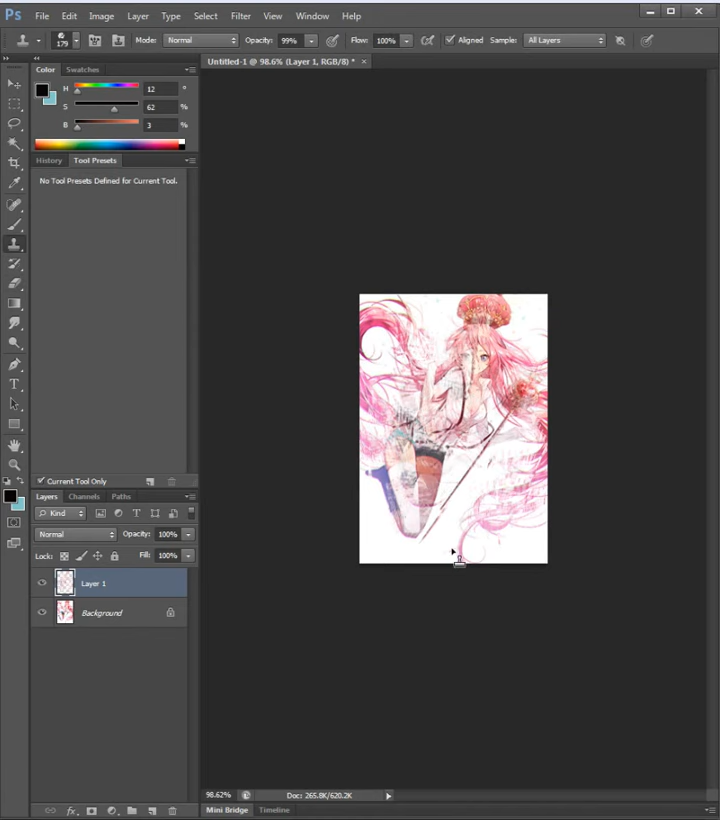 Ps File Edit Image Layer Type Select Filter View Window Help
179 Mode: Normal Opacity: 99% Flow: 100% Aligned Sample: All Layers
Color Swatches
Untitled-1 @ 98.6% (Layer 1, RGB/8) *
H 12 °
S 62 %
B 3 %
History Tool Presets
No Tool Presets Defined for Current Tool.
Current Tool Only
Layers Channels Paths
Kind
Normal Opacity: 100%
Lock: Fill: 100%
Layer 1
Background
98.62% Doc: 265.8K/620.2K
Mini Bridge Timeline